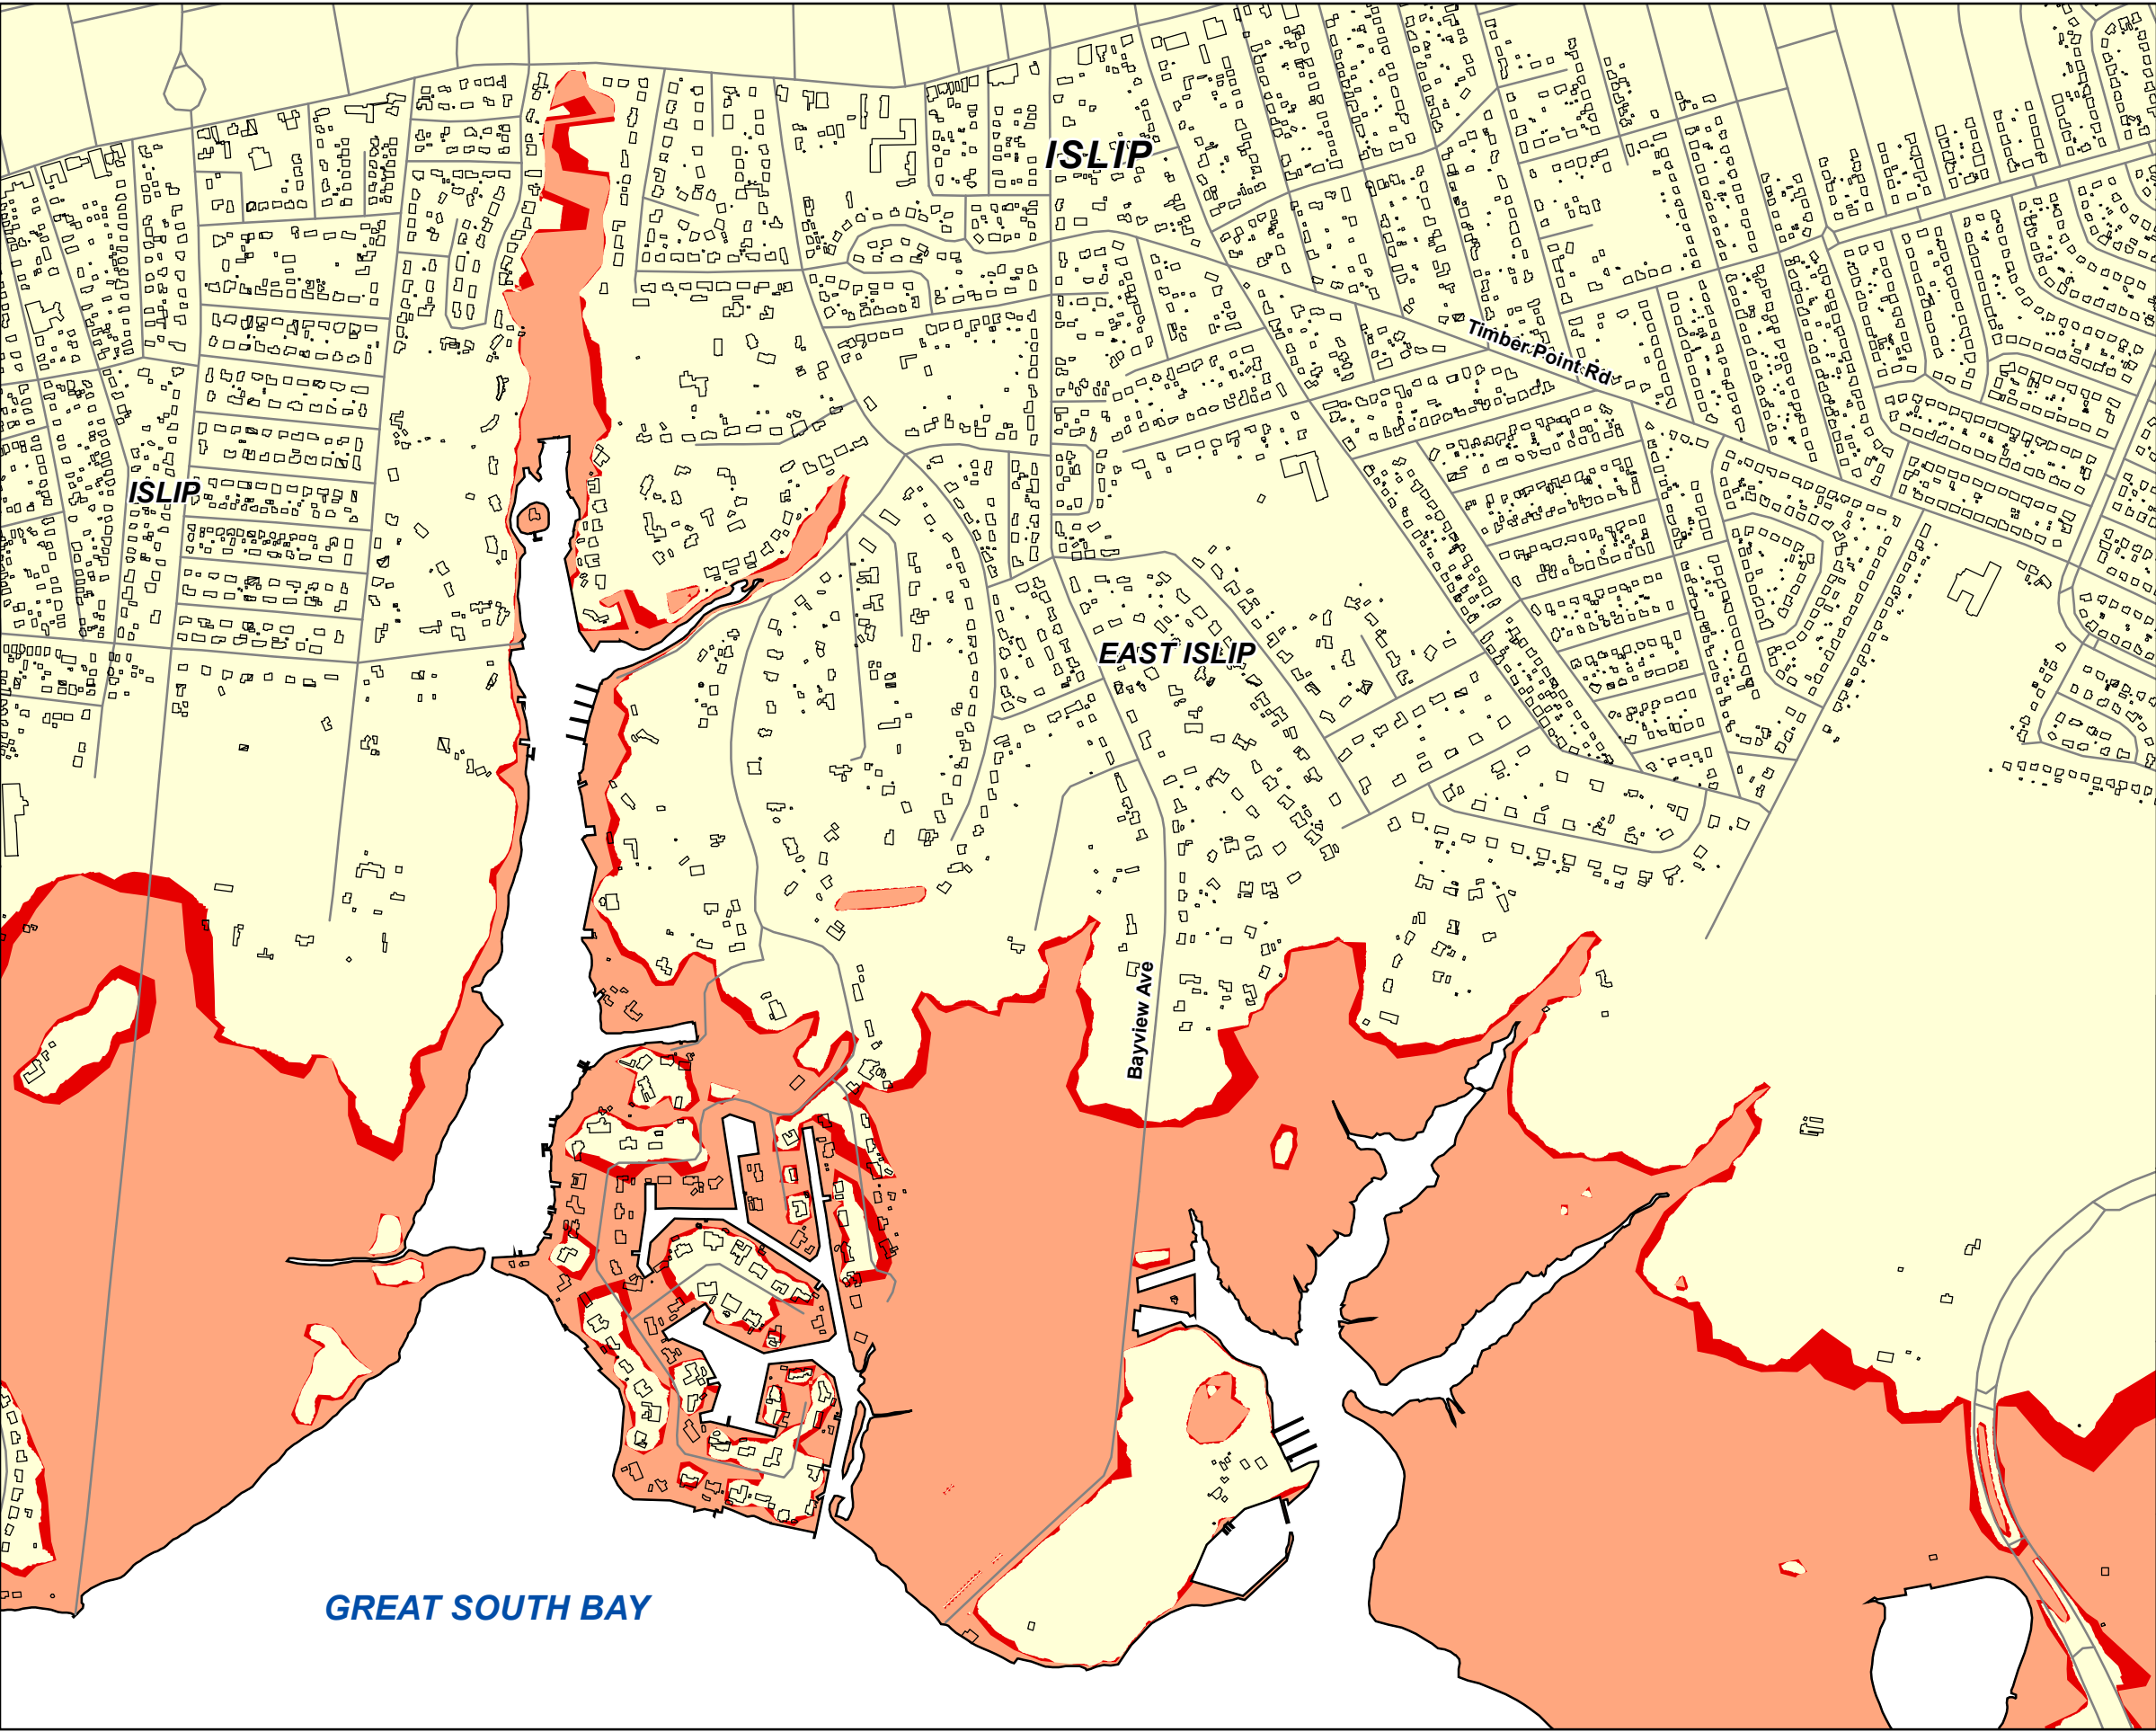 ISLIP
Timber Point Rd
ISLIP
EAST ISLIP
Bayview Ave
GREAT SOUTH BAY